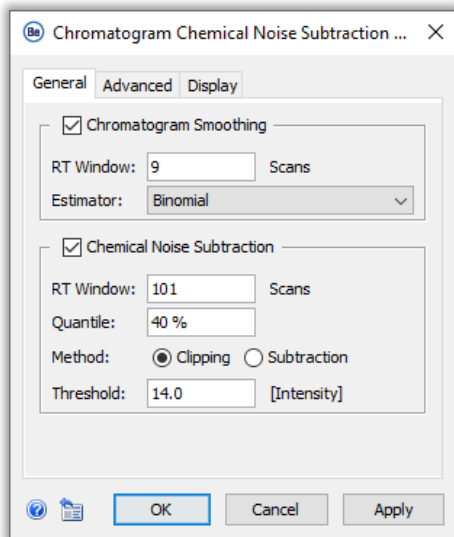 Be Chromatogram Chemical Noise Subtraction ...
General Advanced Display
Chromatogram Smoothing
RT Window: 9 Scans
Estimator: Binomial
Chemical Noise Subtraction
RT Window: 101 Scans
Quantile: 40 %
Method: Clipping Subtraction
Threshold: 14.0 [Intensity]
? OK Cancel Apply